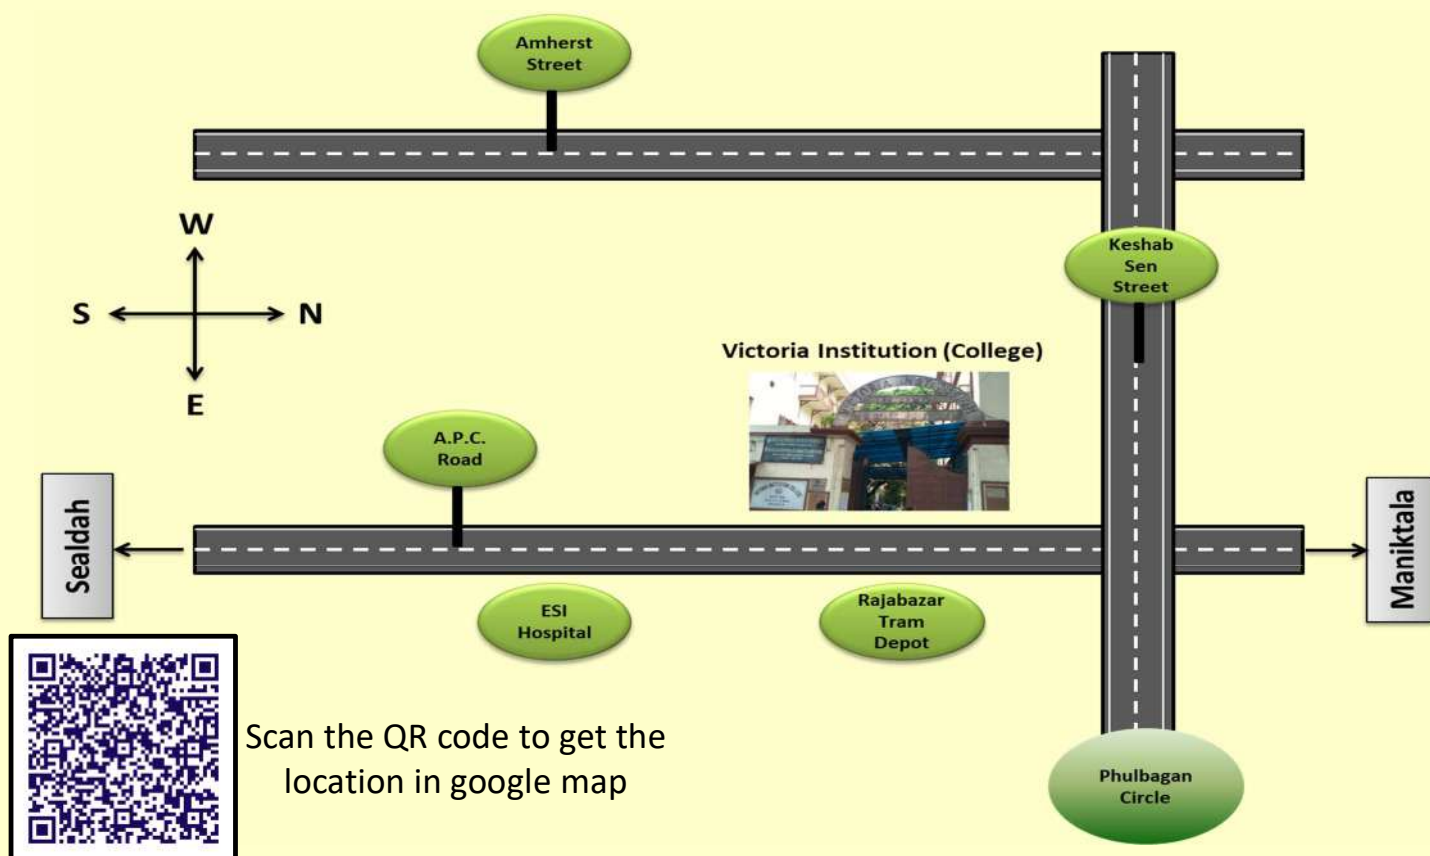 Amherst
Street
W
S
N
E
Keshab
Sen
Street
Victoria Institution (College)
A.P.C.
Road
Sealdah
Maniktala
ESI
Hospital
Rajabazar
Tram
Depot
Scan the QR code to get the
location in google map
Phulbagan
Circle